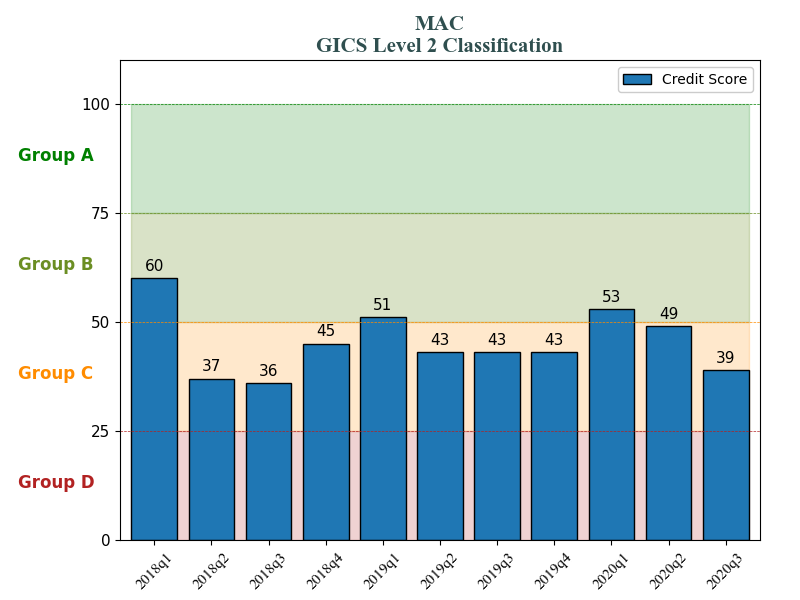 MAC
GICS Level 2 Classification
Credit Score
100
Group A
75
Group B
60
53
51
50
49
45
43 43 43
39
37
36
Group C
25
Group D
0
2018q1 2018q2 2018q3 2018q4 2019q1 2019q2 2019q3 2019q4 2020q1 2020q2 2020q3